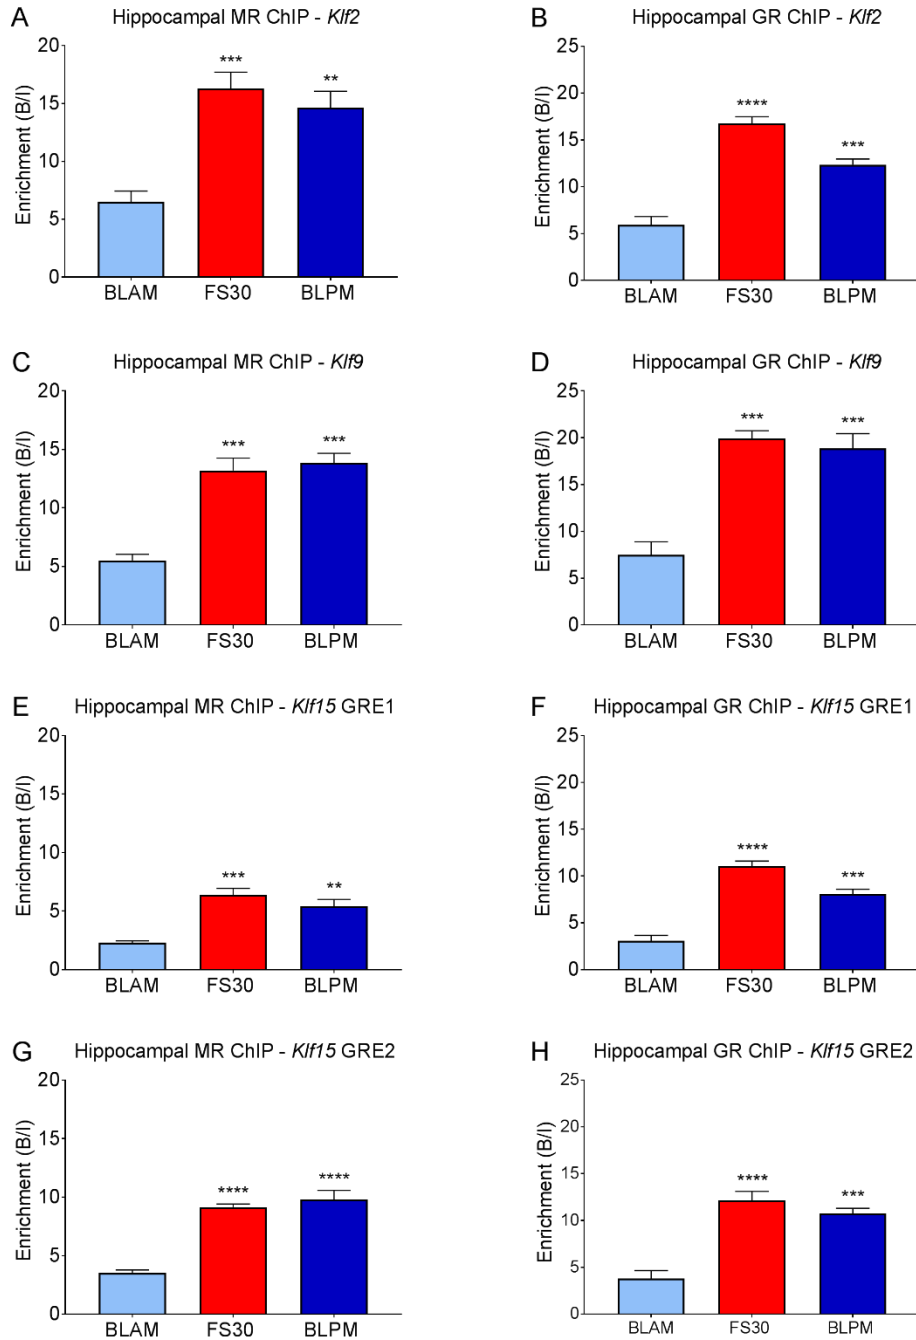 A
Hippocampal MR ChIP - Klf2
Enrichment (B/I)
20
15
10
5
0
***
**
BLAM FS30 BLPM
B
Hippocampal GR ChIP - Klf2
Enrichment (B/I)
25
20
15
10
5
0
****
***
BLAM FS30 BLPM
C
Hippocampal MR ChIP - Klf9
Enrichment (B/I)
20
15
10
5
0
***
***
BLAM FS30 BLPM
D
Hippocampal GR ChIP - Klf9
Enrichment (B/I)
25
20
15
10
5
0
***
***
BLAM FS30 BLPM
E
Hippocampal MR ChIP - Klf15 GRE1
Enrichment (B/I)
20
15
10
5
0
***
**
BLAM FS30 BLPM
F
Hippocampal GR ChIP - Klf15 GRE1
Enrichment (B/I)
25
20
15
10
5
0
****
***
BLAM FS30 BLPM
G
Hippocampal MR ChIP - Klf15 GRE2
Enrichment (B/I)
20
15
10
5
0
****
****
BLAM FS30 BLPM
H
Hippocampal GR ChIP - Klf15 GRE2
Enrichment (B/I)
25
20
15
10
5
0
****
***
BLAM FS30 BLPM